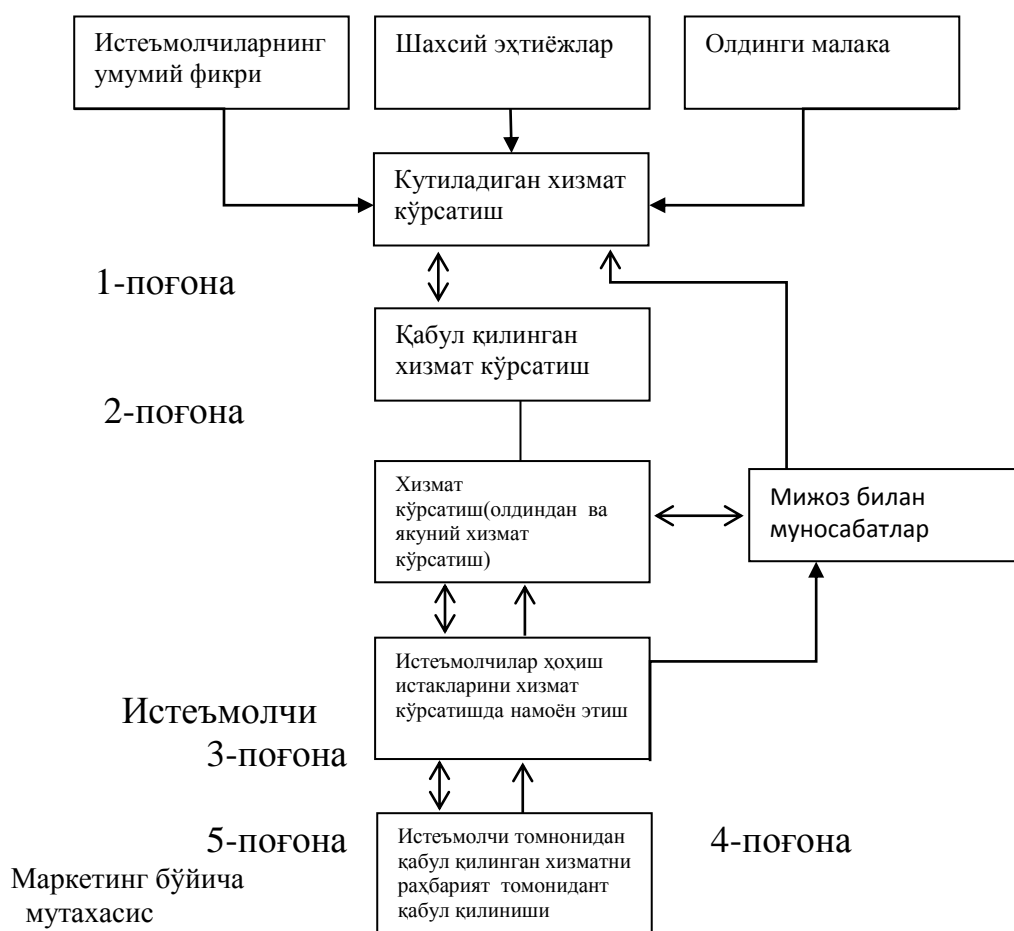 Истеъмолчиларнинг
умумий фикри
Шахсий эҳтиёжлар
Олдинги малака
Кутиладиган хизмат
кўрсатиш
1-поғона
Қабул қилинган
хизмат кўрсатиш
2-поғона
Хизмат
кўрсатиш(олдиндан ва
якуний хизмат
кўрсатиш)
Мижоз билан
муносабатлар
Истеъмолчилар ҳоҳиш
истакларини хизмат
кўрсатишда намоён этиш
Истеъмолчи
3-поғона
5-поғона
Истеъмолчи томнонидан
қабул қилинган хизматни
раҳбарият томонидант
қабул қилиниши
4-поғона
Маркетинг бўйича
мутахасис